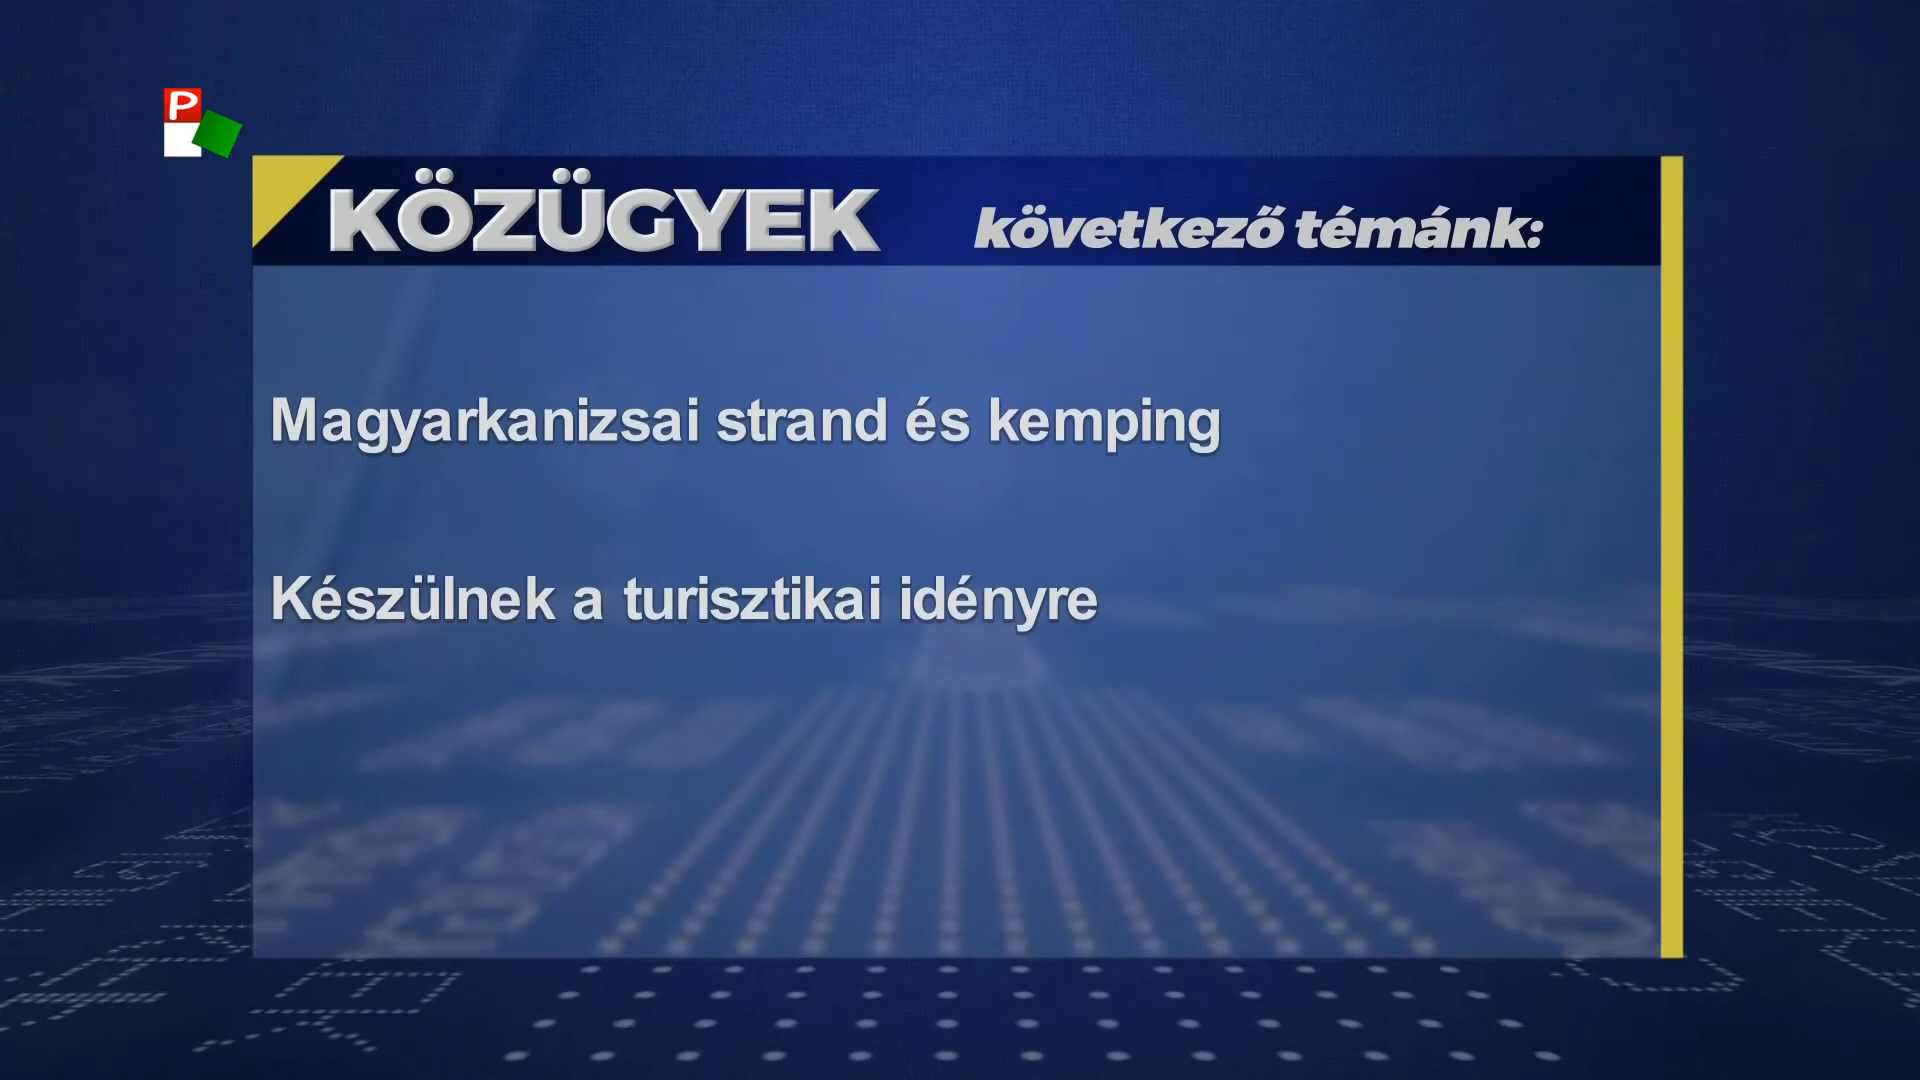 P
KÖZÜGYEK
következő témánk:
Magyarkanizsai strand és kemping
Készülnek a turisztikai idényre